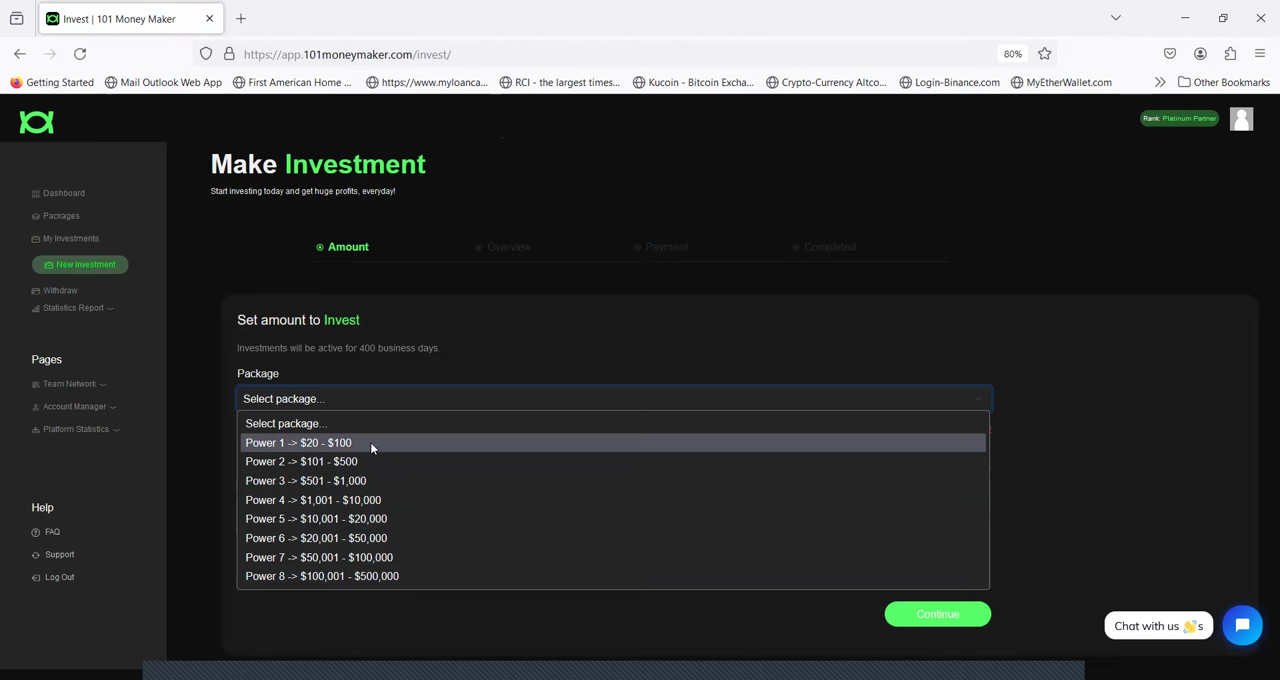 Invest | 101 Money Maker
https://app.101moneymaker.com/invest/
80%
Getting Started
Mail Outlook Web App
First American Home ...
https://www.myloanca...
RCI - the largest times...
Kucoin - Bitcoin Excha...
Crypto-Currency Altco...
Login-Binance.com
MyEtherWallet.com
Other Bookmarks
Rank: Platinum Partner
Make Investment
Start investing today and get huge profits, everyday!
Dashboard
Packages
My Investments
New Investment
Withdraw
Statistics Report
Pages
Team Network
Account Manager
Platform Statistics
Help
FAQ
Support
Log Out
Amount
Overview
Payment
Completed
Set amount to Invest
Investments will be active for 400 business days.
Package
Select package...
Select package...
Power 1 -> $20 - $100
Power 2 -> $101 - $500
Power 3 -> $501 - $1,000
Power 4 -> $1,001 - $10,000
Power 5 -> $10,001 - $20,000
Power 6 -> $20,001 - $50,000
Power 7 -> $50,001 - $100,000
Power 8 -> $100,001 - $500,000
Continue
Chat with us 👋s